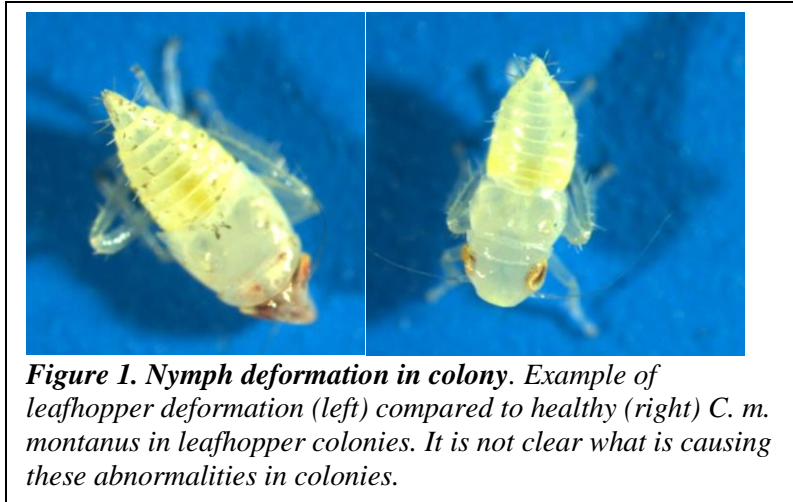 Figure 1. Nymph deformation in colony. Example of
leafhopper deformation (left) compared to healthy (right) C. m.
montanus in leafhopper colonies. It is not clear what is causing
these abnormalities in colonies.